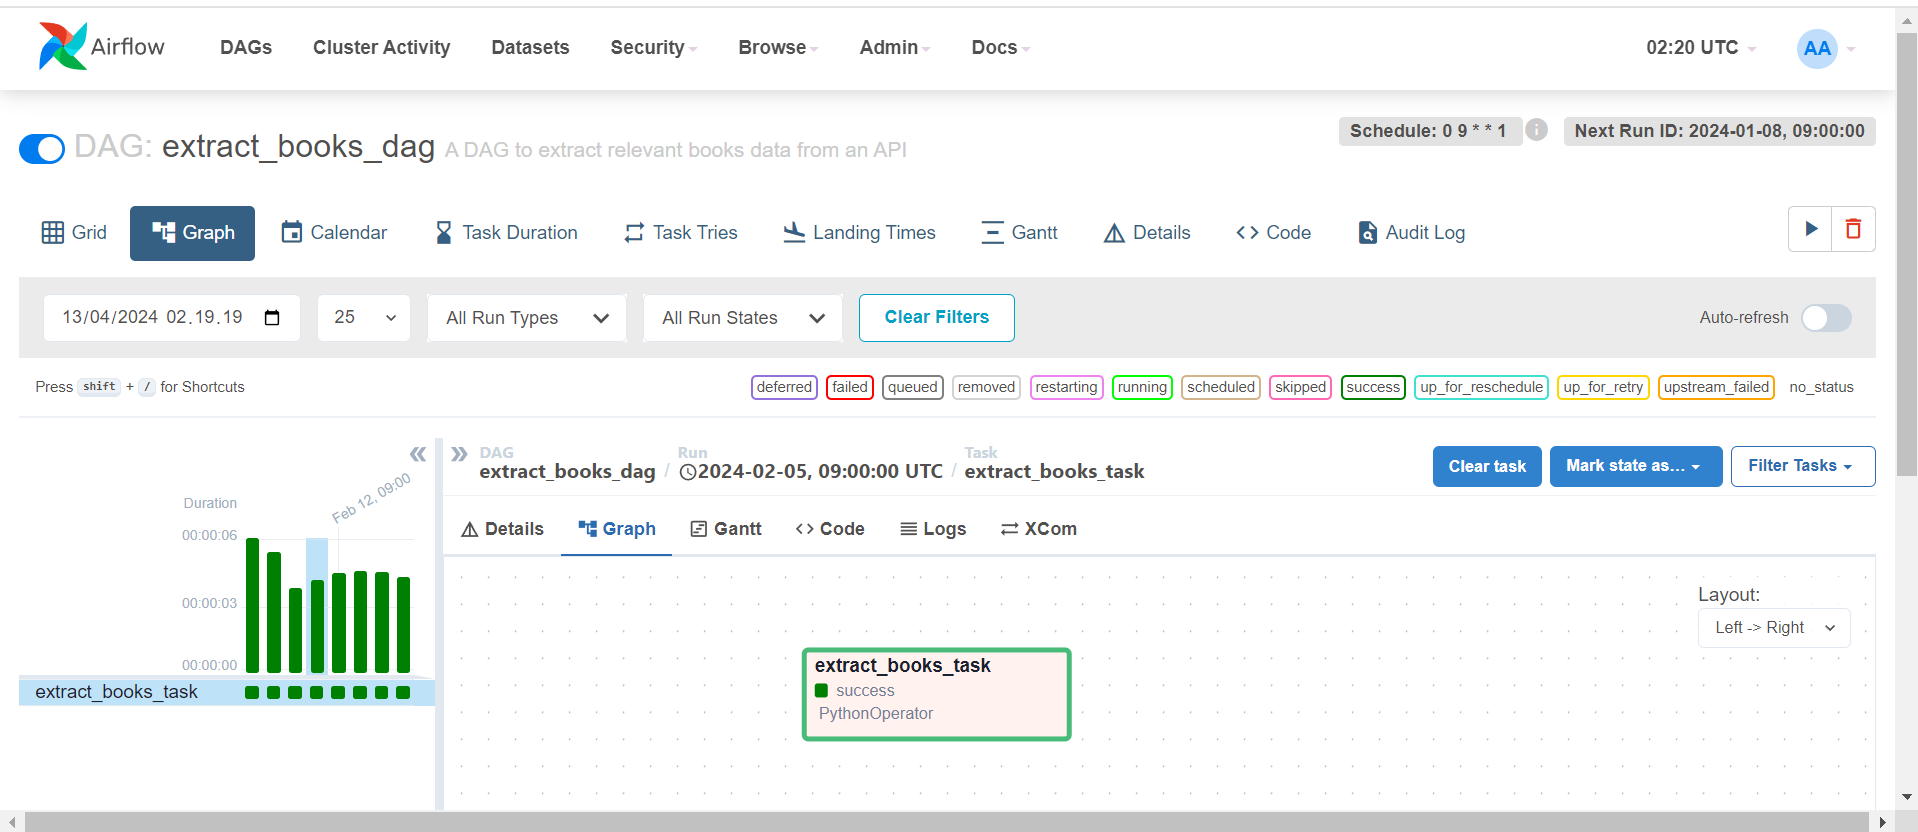 Airflow DAGs Cluster Activity Datasets Security Browse Admin Docs 02:20 UTC AA
DAG: extract_books_dag A DAG to extract relevant books data from an API Schedule: 0 9 * * 1 i Next Run ID: 2024-01-08, 09:00:00
Grid Graph Calendar Task Duration Task Tries Landing Times Gantt Details Code Audit Log
13/04/2024 02.19.19 25 All Run Types All Run States Clear Filters Auto-refresh
Press shift + / for Shortcuts deferred failed queued removed restarting running scheduled skipped success up_for_reschedule up_for_retry upstream_failed no_status
DAG Run Task
extract_books_dag / 2024-02-05, 09:00:00 UTC / extract_books_task Clear task Mark state as... Filter Tasks
Feb 12, 09:00
Duration
00:00:06
00:00:03
00:00:00
extract_books_task
Details Graph Gantt Code Logs XCom
Layout:
Left -> Right
extract_books_task
success
PythonOperator